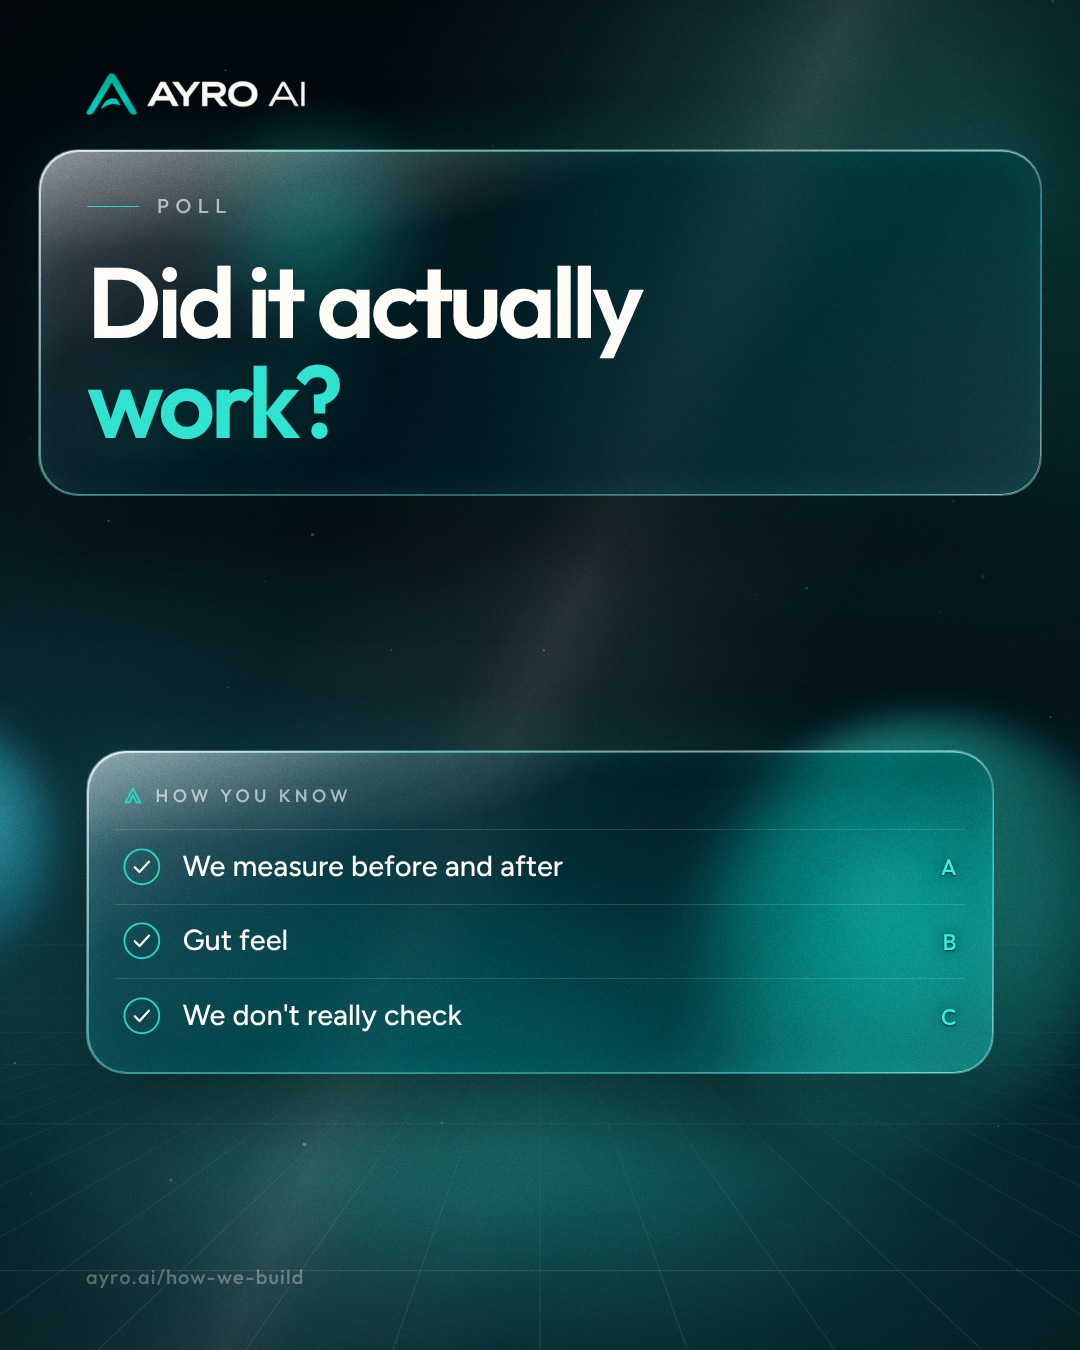 AYRO AI
POLL
Did it actually
work?
HOW YOU KNOW
We measure before and after A
Gut feel B
We don't really check C
ayro.ai/how-we-build